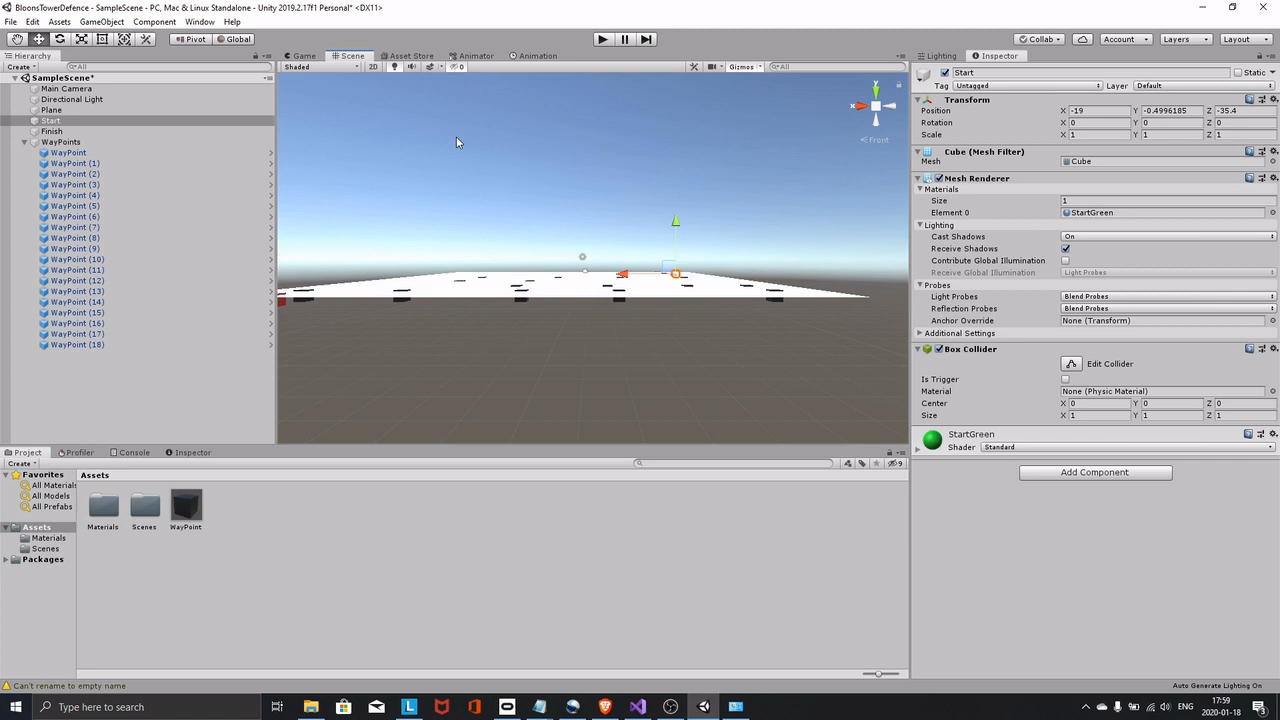 BloonsTowerDefence - SampleScene - PC, Mac & Linux Standalone - Unity 2019.2.17f1 Personal* <DX11>
File Edit Assets GameObject Component Window Help
Pivot Global Collab Account Layers Layout
Hierarchy Game Scene Asset Store Animator Animation Lighting Inspector
Create All Shaded 2D 0 Gizmos All
SampleScene*
Main Camera
Directional Light
Plane
Start
Finish
WayPoints
WayPoint
WayPoint (1)
WayPoint (2)
WayPoint (3)
WayPoint (4)
WayPoint (5)
WayPoint (6)
WayPoint (7)
WayPoint (8)
WayPoint (9)
WayPoint (10)
WayPoint (11)
WayPoint (12)
WayPoint (13)
WayPoint (14)
WayPoint (15)
WayPoint (16)
WayPoint (17)
WayPoint (18)
y
x
Front
Start Static
Tag Untagged Layer Default
Transform
Position X -19 Y -0.4996185 Z -35.4
Rotation X 0 Y 0 Z 0
Scale X 1 Y 1 Z 1
Cube (Mesh Filter)
Mesh Cube
Mesh Renderer
Materials
Size 1
Element 0 StartGreen
Lighting
Cast Shadows On
Receive Shadows
Contribute Global Illumination
Receive Global Illumination Light Probes
Probes
Light Probes Blend Probes
Reflection Probes Blend Probes
Anchor Override None (Transform)
Additional Settings
Box Collider
Edit Collider
Is Trigger
Material None (Physic Material)
Center X 0 Y 0 Z 0
Size X 1 Y 1 Z 1
StartGreen
Shader Standard
Add Component
Project Profiler Console Inspector
Create 9
Favorites
All Materials
All Models
All Prefabs
Assets
Materials
Scenes
Packages
Assets
Materials Scenes WayPoint
Can't rename to empty name
Auto Generate Lighting On
Type here to search
ENG
17:59
2020-01-18